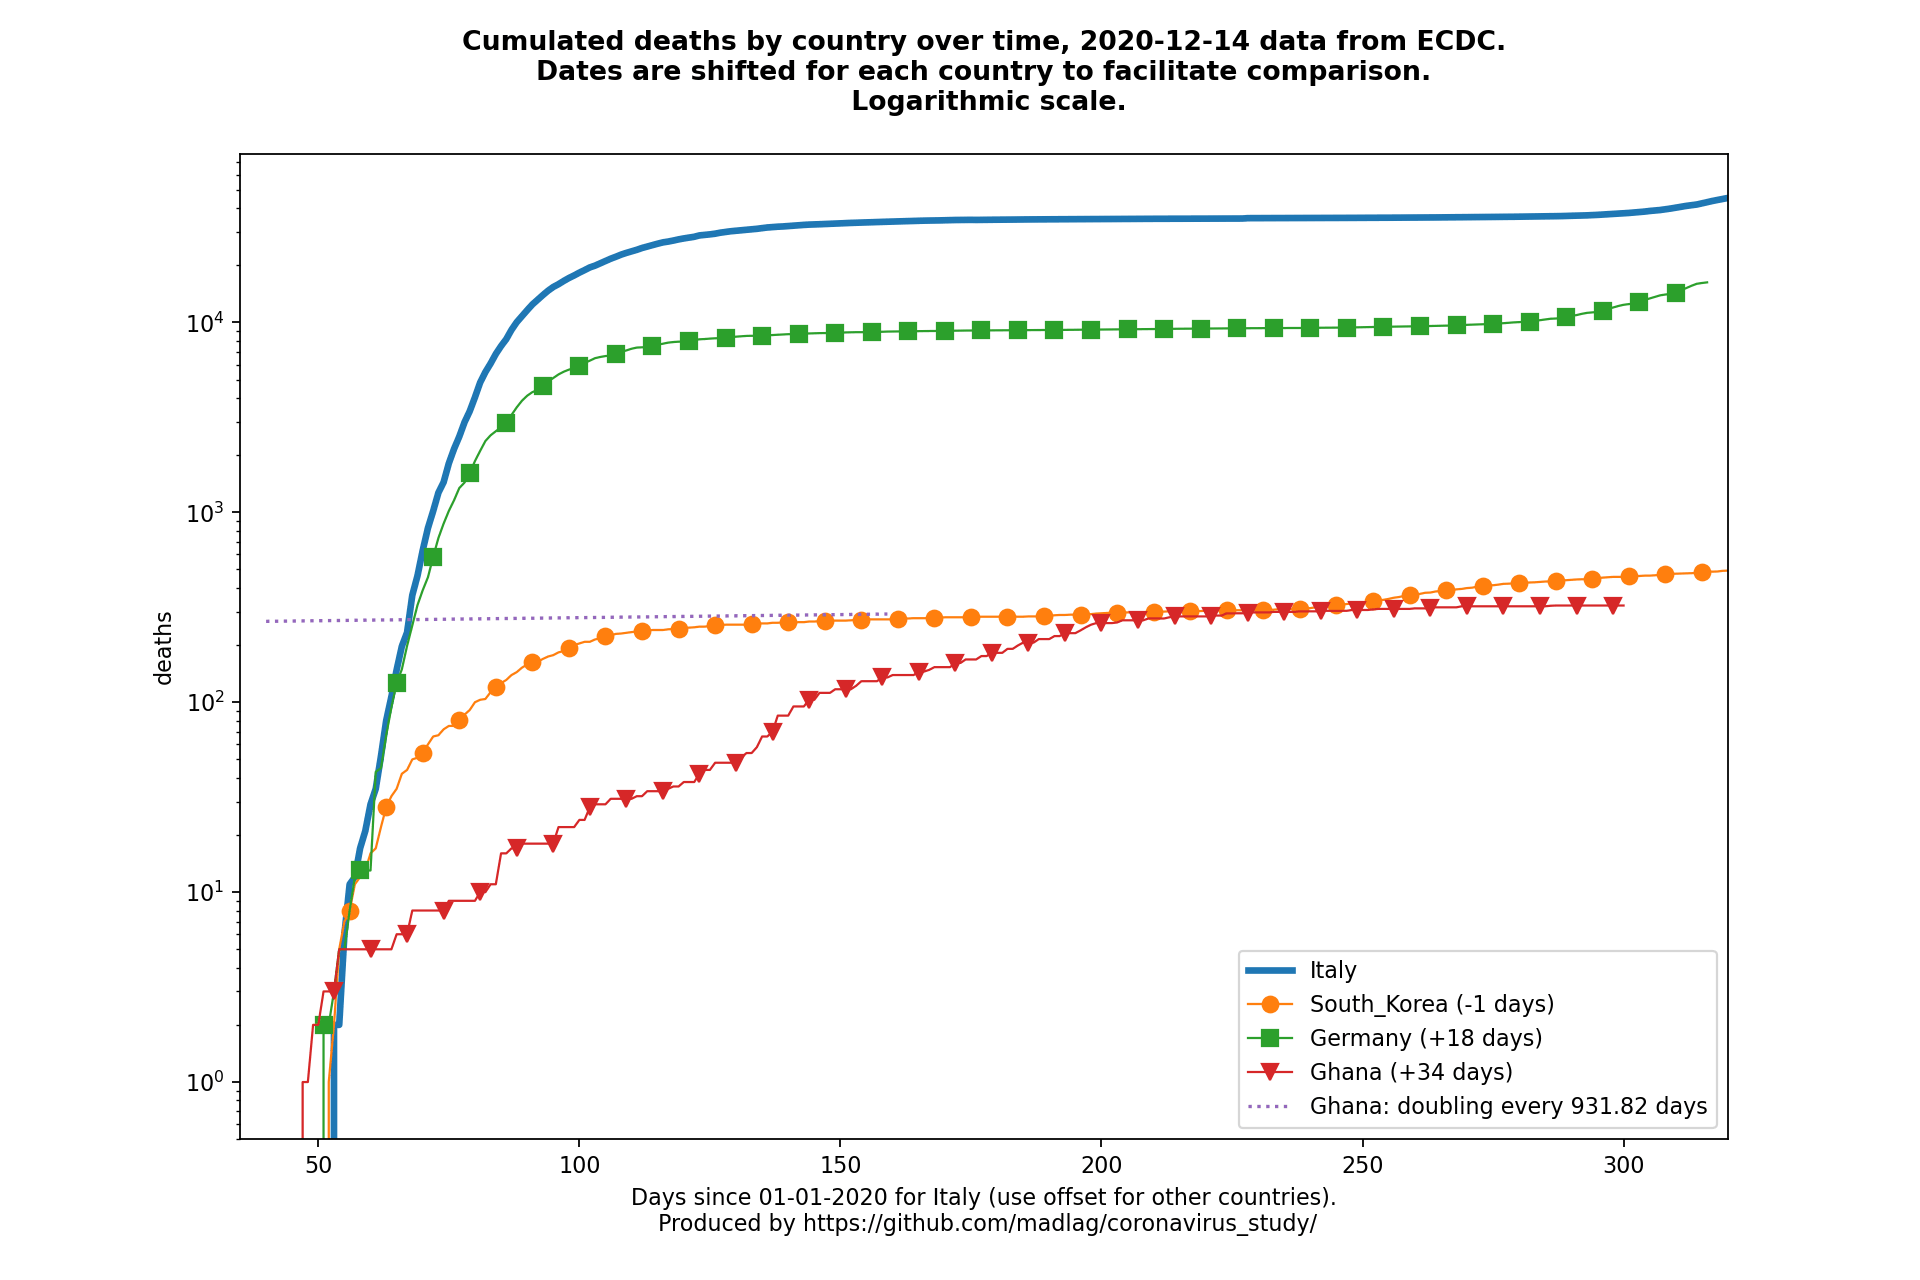 Cumulated deaths by country over time, 2020-12-14 data from ECDC.
Dates are shifted for each country to facilitate comparison.
Logarithmic scale.
10^4
10^3
10^2
10^1
10^0
deaths
Italy
South_Korea (-1 days)
Germany (+18 days)
Ghana (+34 days)
Ghana: doubling every 931.82 days
50 100 150 200 250 300
Days since 01-01-2020 for Italy (use offset for other countries).
Produced by https://github.com/madlag/coronavirus_study/